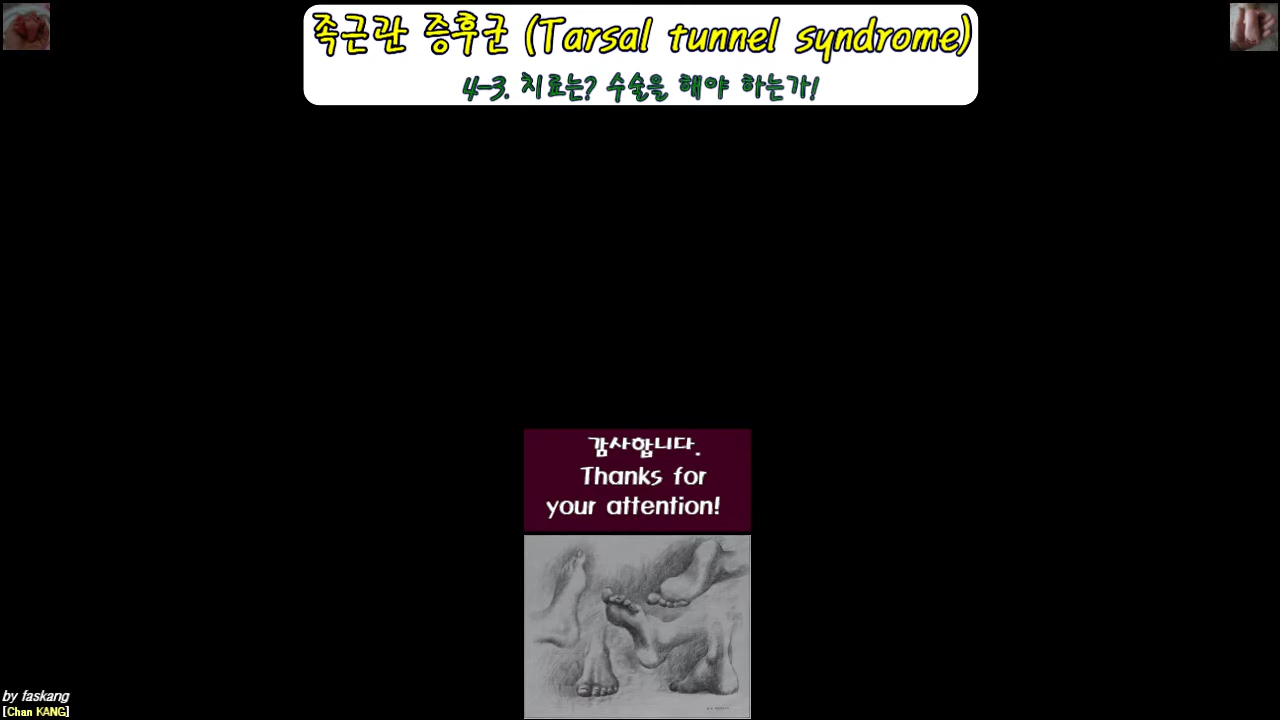 족근관 증후군 (Tarsal tunnel syndrome)
4-3. 치료는? 수술을 해야 하는가!
감사합니다.
Thanks for
your attention!
by faskang
[Chan KANG]